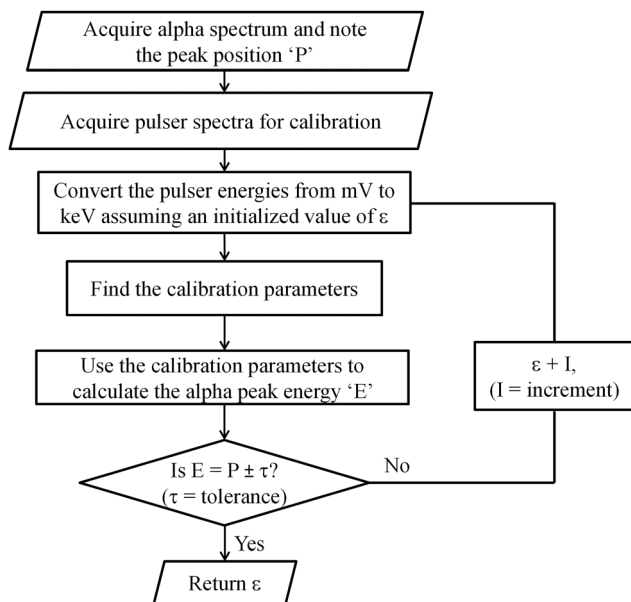 Acquire alpha spectrum and note
the peak position ‘P’
Acquire pulser spectra for calibration
Convert the pulser energies from mV to
keV assuming an initialized value of ε
Find the calibration parameters
Use the calibration parameters to
calculate the alpha peak energy ‘E’
ε + I,
(I = increment)
Is E = P ± τ?
(τ = tolerance)
No
Yes
Return ε